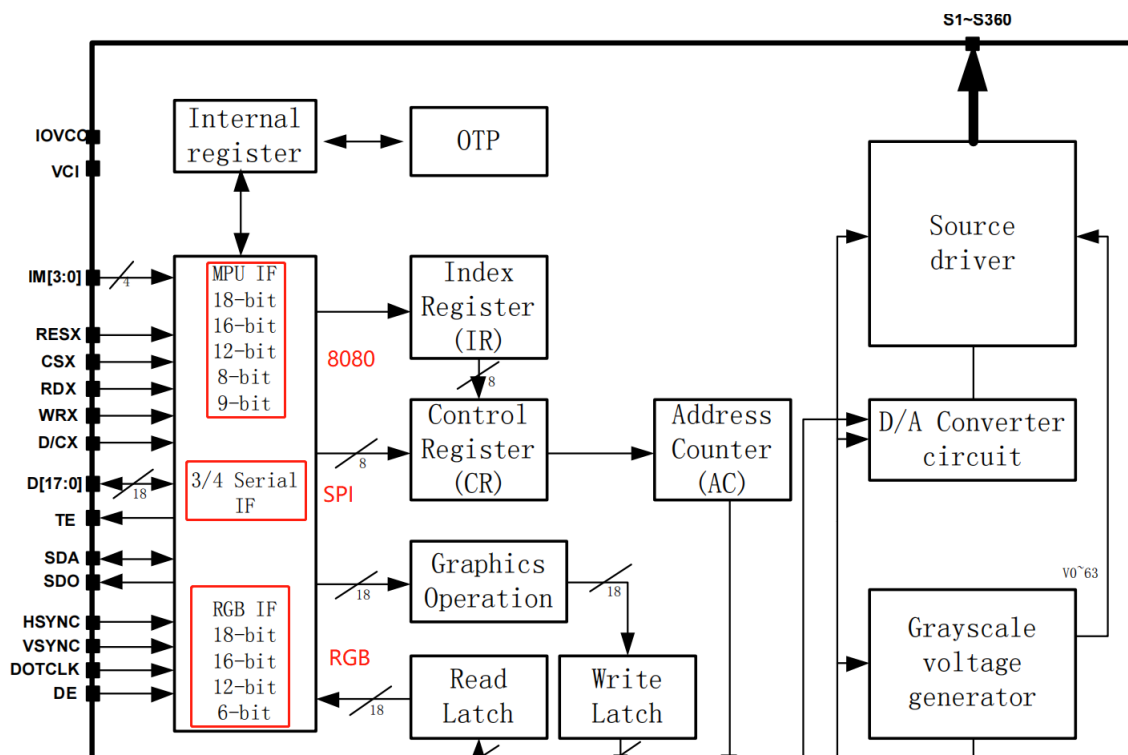 S1~S360
IOVCC
VCI
IM[3:0]
RESX
CSX
RDX
WRX
D/CX
D[17:0]
TE
SDA
SDO
HSYNC
VSYNC
DOTCLK
DE
4
18
Internal
register
OTP
MPU IF
18-bit
16-bit
12-bit
8-bit
9-bit
8080
3/4 Serial
IF
SPI
RGB IF
18-bit
16-bit
12-bit
6-bit
RGB
Index
Register
(IR)
8
8
Control
Register
(CR)
Address
Counter
(AC)
18
Graphics
Operation
18
18
Read
Latch
Write
Latch
Source
driver
D/A Converter
circuit
V0~63
Grayscale
voltage
generator